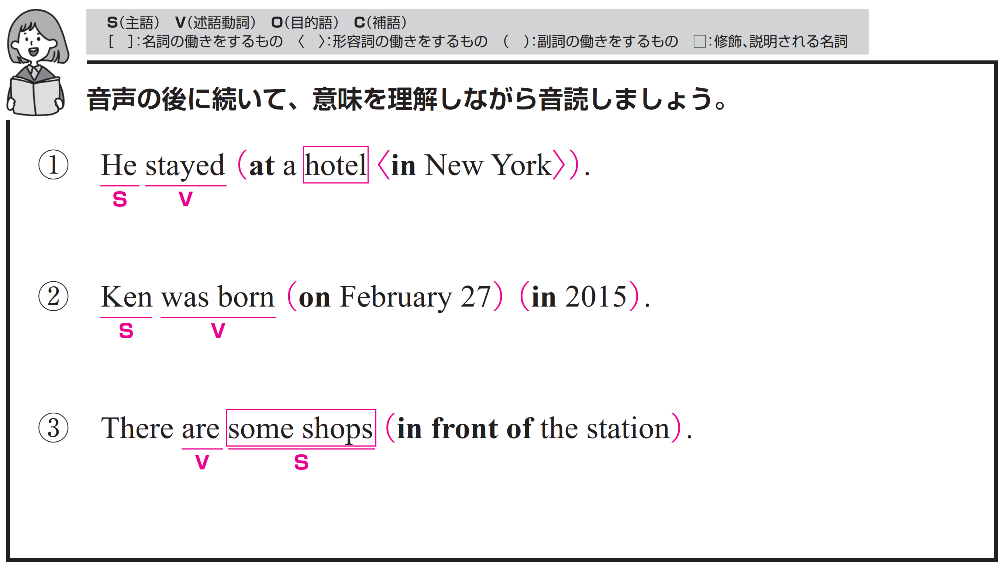 S（主語）　V（述語動詞）　O（目的語）　C（補語）
［　］：名詞の働きをするもの　〈　〉：形容詞の働きをするもの　（　）：副詞の働きをするもの　□：修飾、説明される名詞
音声の後に続いて、意味を理解しながら音読しましょう。
① He stayed （at a hotel 〈in New York〉）.
S V
② Ken was born （on February 27） （in 2015）.
S V
③ There are some shops （in front of the station）.
V S